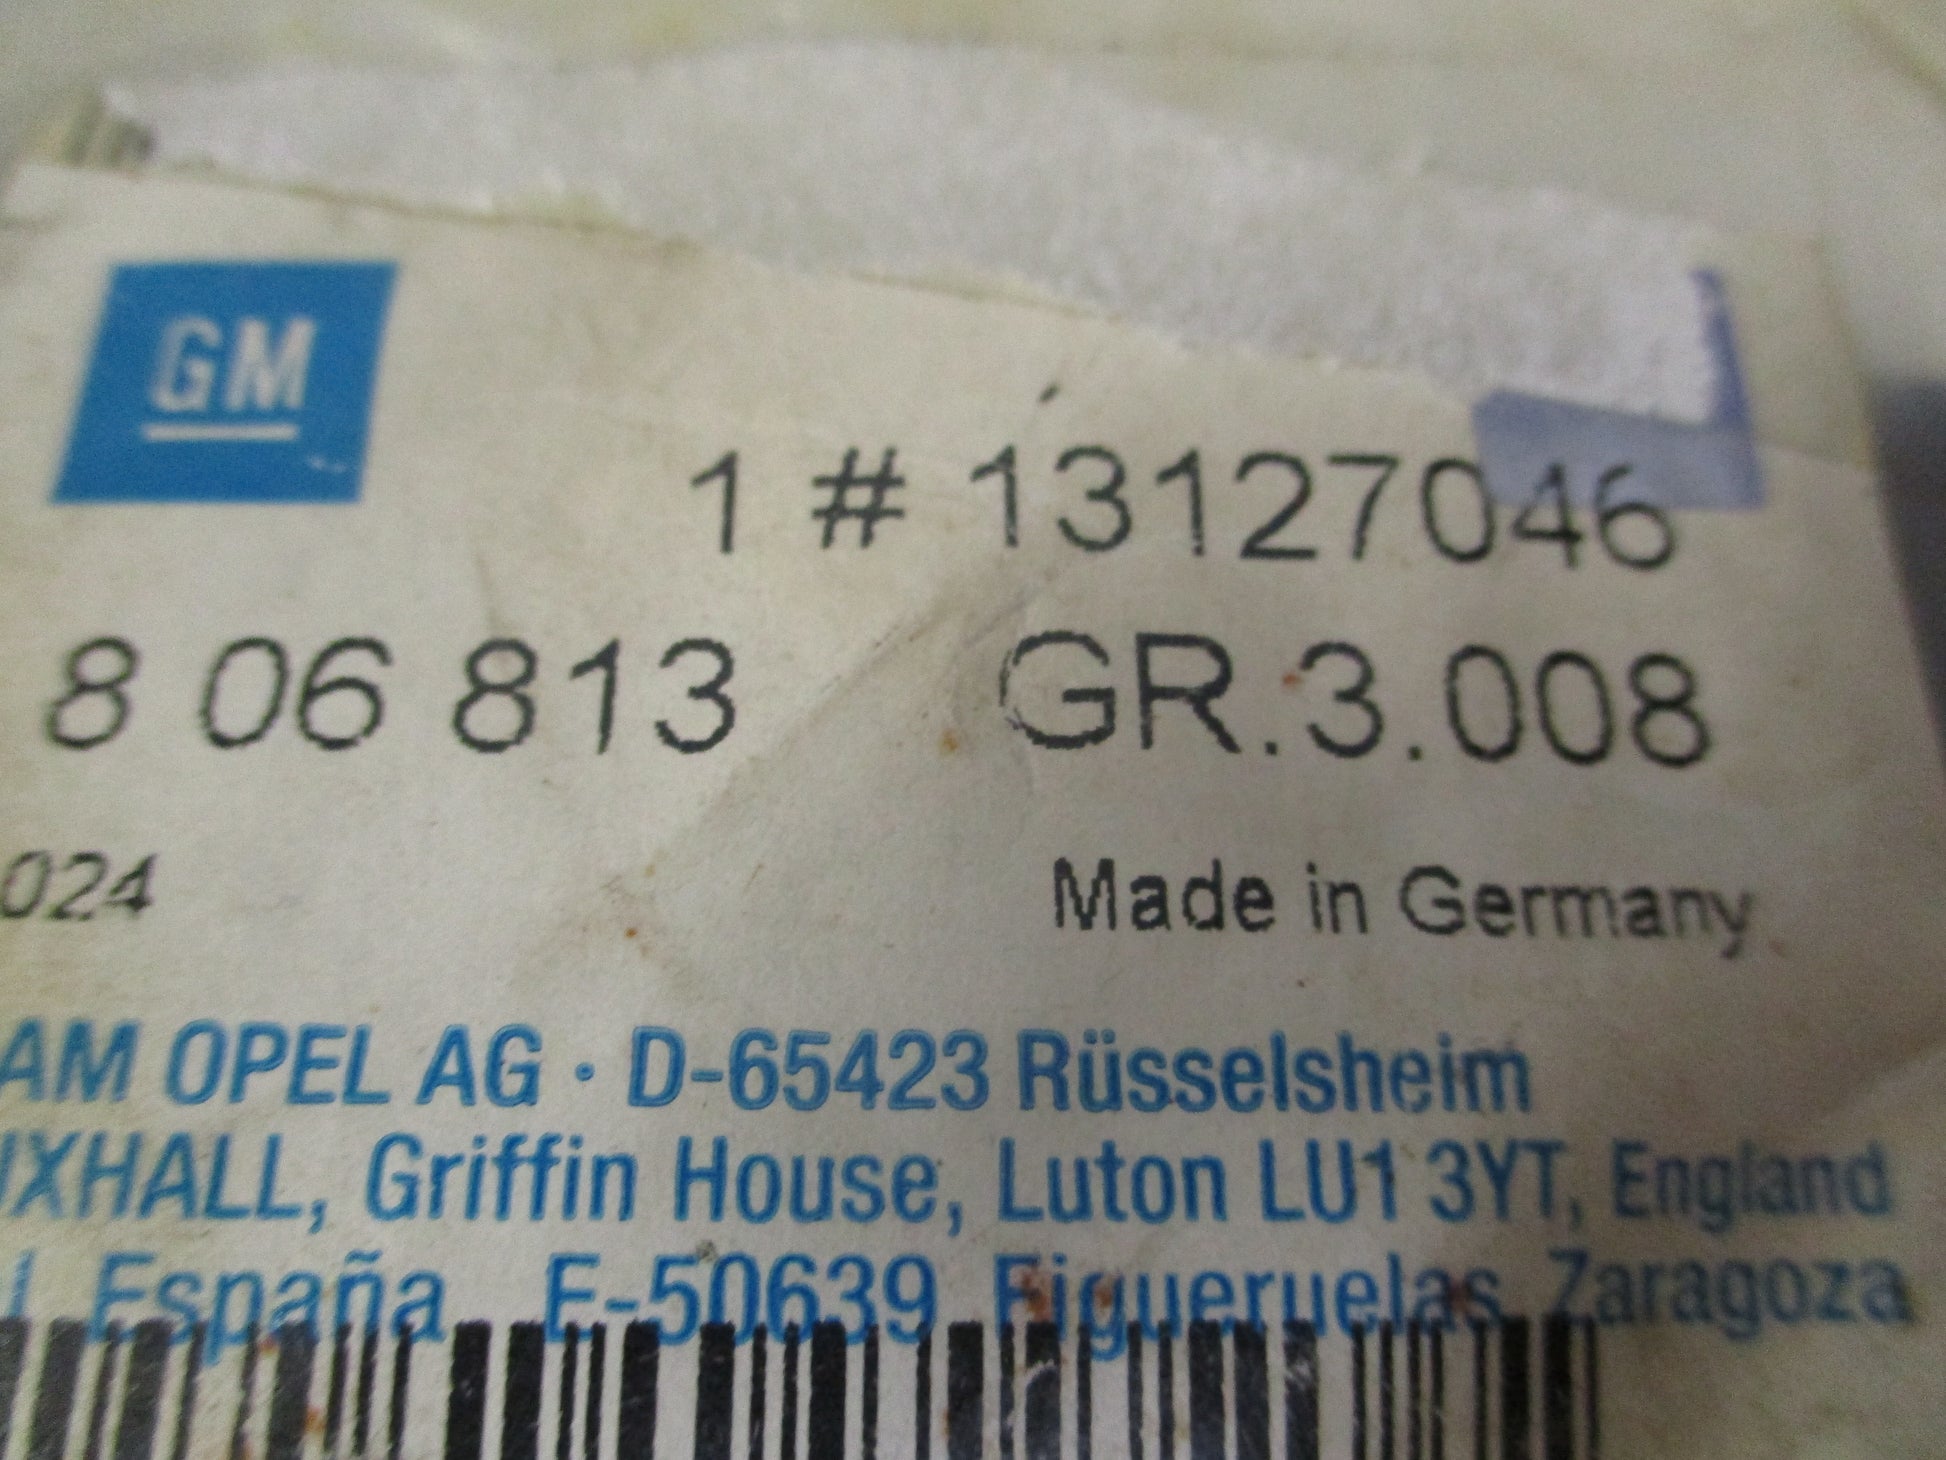 GM
1 # 13127046
8 06 813 GR.3.008
024 Made in Germany
AM OPEL AG · D-65423 Rüsselsheim
UXHALL, Griffin House, Luton LU1 3YT, England
España E-50639 Figueruelas Zaragoza